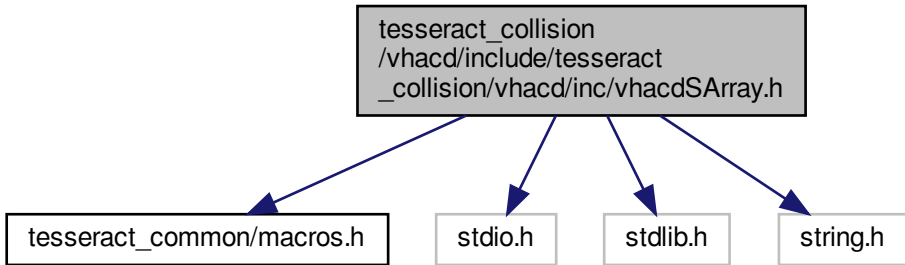 tesseract_collision
/vhacd/include/tesseract
_collision/vhacd/inc/vhacdSArray.h
tesseract_common/macros.h
stdio.h
stdlib.h
string.h